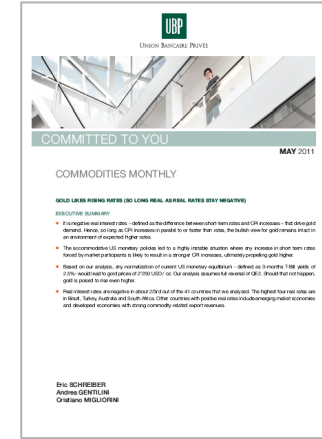 UBP
UNION BANCAIRE PRIVÉE
COMMITTED TO YOU
MAY 2011
COMMODITIES MONTHLY
GOLD LIKES RISING RATES (SO LONG REAL AS REAL RATES STAY NEGATIVE)
EXECUTIVE SUMMARY
It is negative real interest rates – defined as the difference between short-term rates and CPI increases – that drive gold
demand. Hence, so long as CPI increases in parallel to or faster than rates, the bullish view for gold remains intact in
an environment of expected higher rates.
The accommodative US monetary policies led to a highly instable situation where any increase in short term rates
forced by market participants is likely to result in a stronger CPI increases, ultimately propelling gold higher.
Based on our analysis, any normalization of current US monetary equilibrium - defined as 3-months T-Bill yields of
2.5% - would lead to gold prices of 2'250 USD/ oz. Our analysis assumes full reversal of QE2. Should that not happen,
gold is posed to rise even higher.
Real interest rates are negative in about 2/3rd out of the 41 countries that we analyzed. The highest four real rates are
in Brazil, Turkey, Australia and South Africa. Other countries with positive real rates include emerging market economies
and developed economies with strong commodity-related export revenues.
Eric SCHREIBER
Andrea GENTILINI
Cristiano MIGLIORINI